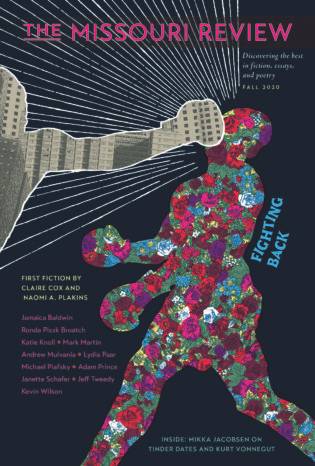 THE MISSOURI REVIEW
Discovering the best
in fiction, essays,
and poetry
FALL 2020
FIGHTING
BACK
FIRST FICTION BY
CLAIRE COX AND
NAOMI A. PLAKINS
Jamaica Baldwin
Ronda Piszk Broatch
Katie Knoll • Mark Martin
Andrew Mulvania • Lydia Paar
Michael Piafsky • Adam Prince
Janette Schafer • Jeff Tweedy
Kevin Wilson
INSIDE: MIKKA JACOBSEN ON
TINDER DATES AND KURT VONNEGUT